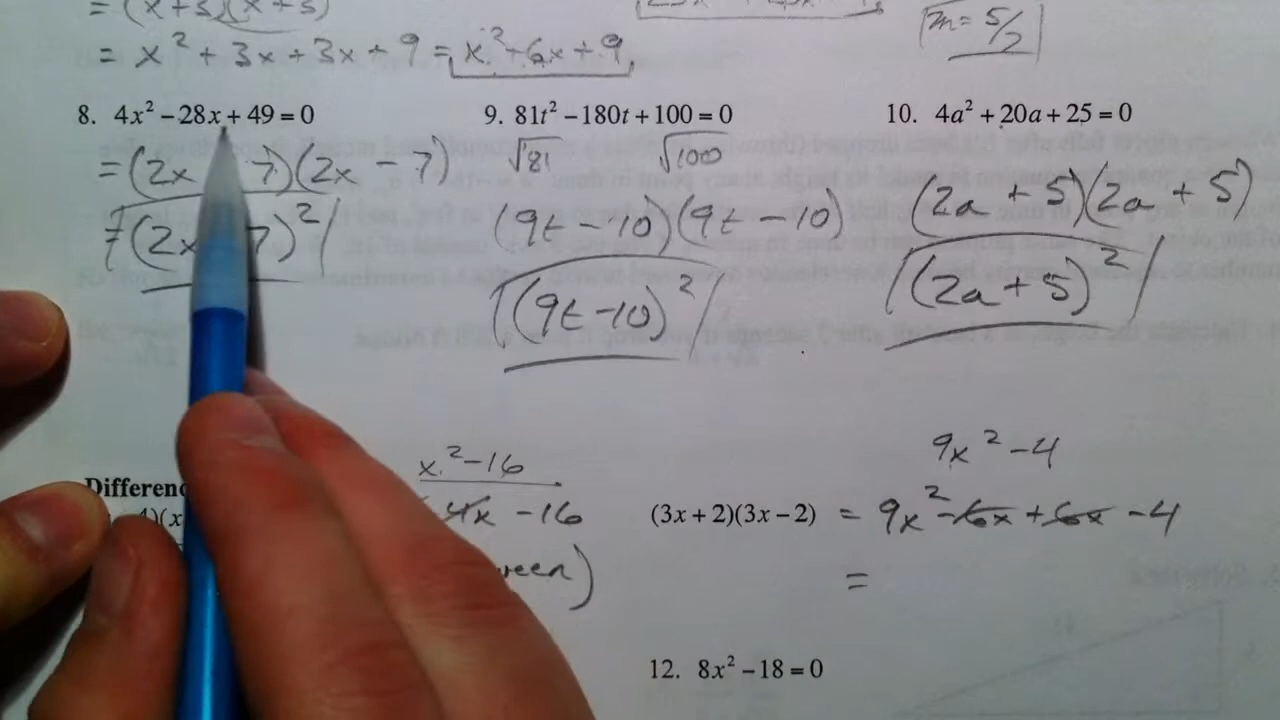 = (x+3)(x+3)
= x² + 3x + 3x + 9 = x² + 6x + 9
m = 5/2
8. 4x² − 28x + 49 = 0
9. 81t² − 180t + 100 = 0
10. 4a² + 20a + 25 = 0
= (2x 7)(2x − 7)
√81 √100
(9t − 10)(9t − 10)
(2a + 5)(2a + 5)
= (2x 7)²
(9t − 10)²
(2a + 5)²
x² − 16
9x² − 4
4x − 16
(3x + 2)(3x − 2) = 9x² − 6x + 6x − 4
=
12. 8x² − 18 = 0